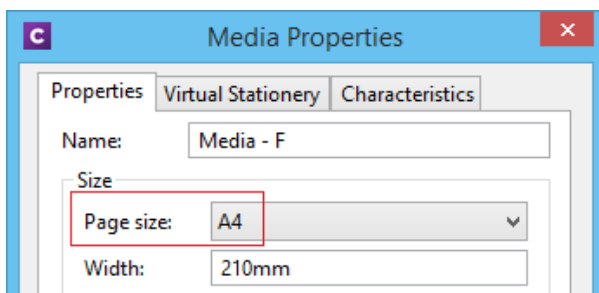 C Media Properties ×
Properties Virtual Stationery Characteristics
Name: Media - F
Size
Page size: A4
Width: 210mm